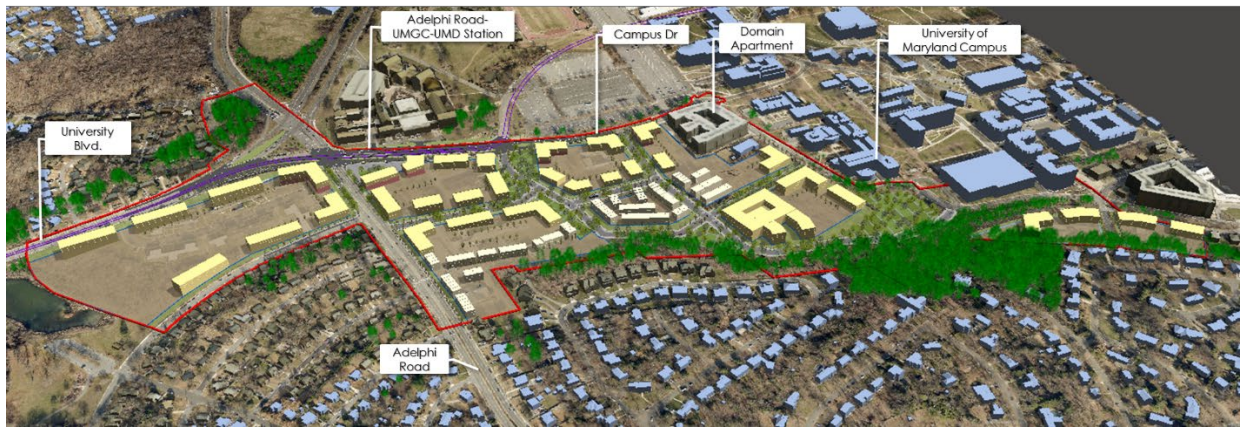 Adelphi Road-
UMGC-UMD Station
Campus Dr
Domain
Apartment
University of
Maryland Campus
University
Blvd.
Adelphi
Road